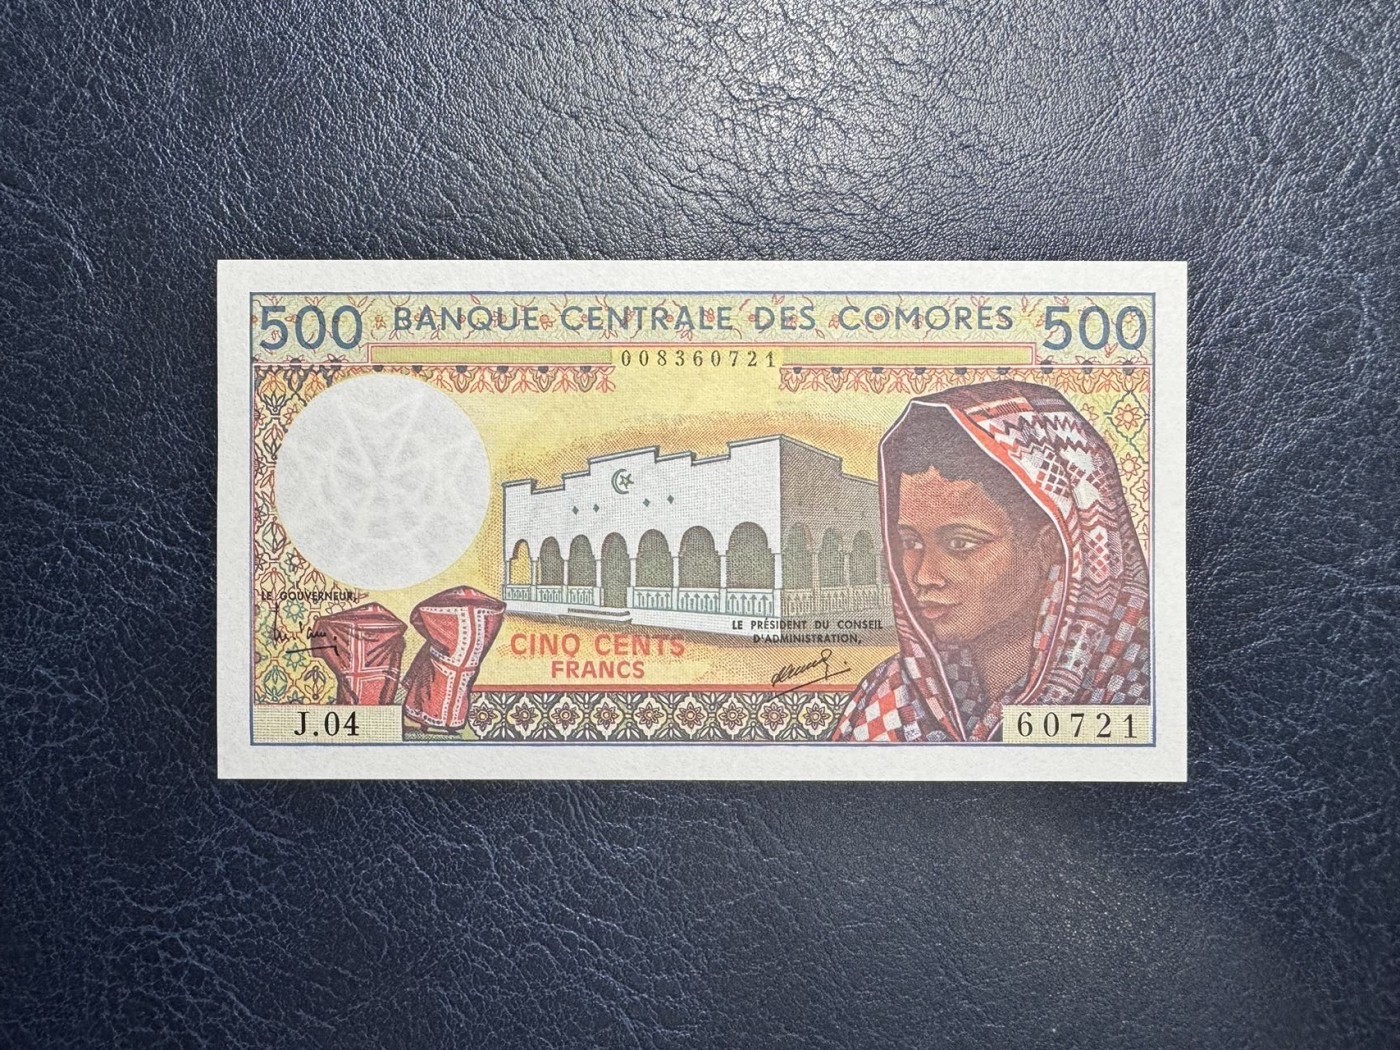 500 BANQUE CENTRALE DES COMORES 500
008360721
LE GOUVERNEUR,
LE PRÉSIDENT DU CONSEIL
D'ADMINISTRATION,
CINQ CENTS
FRANCS
J.04
60721